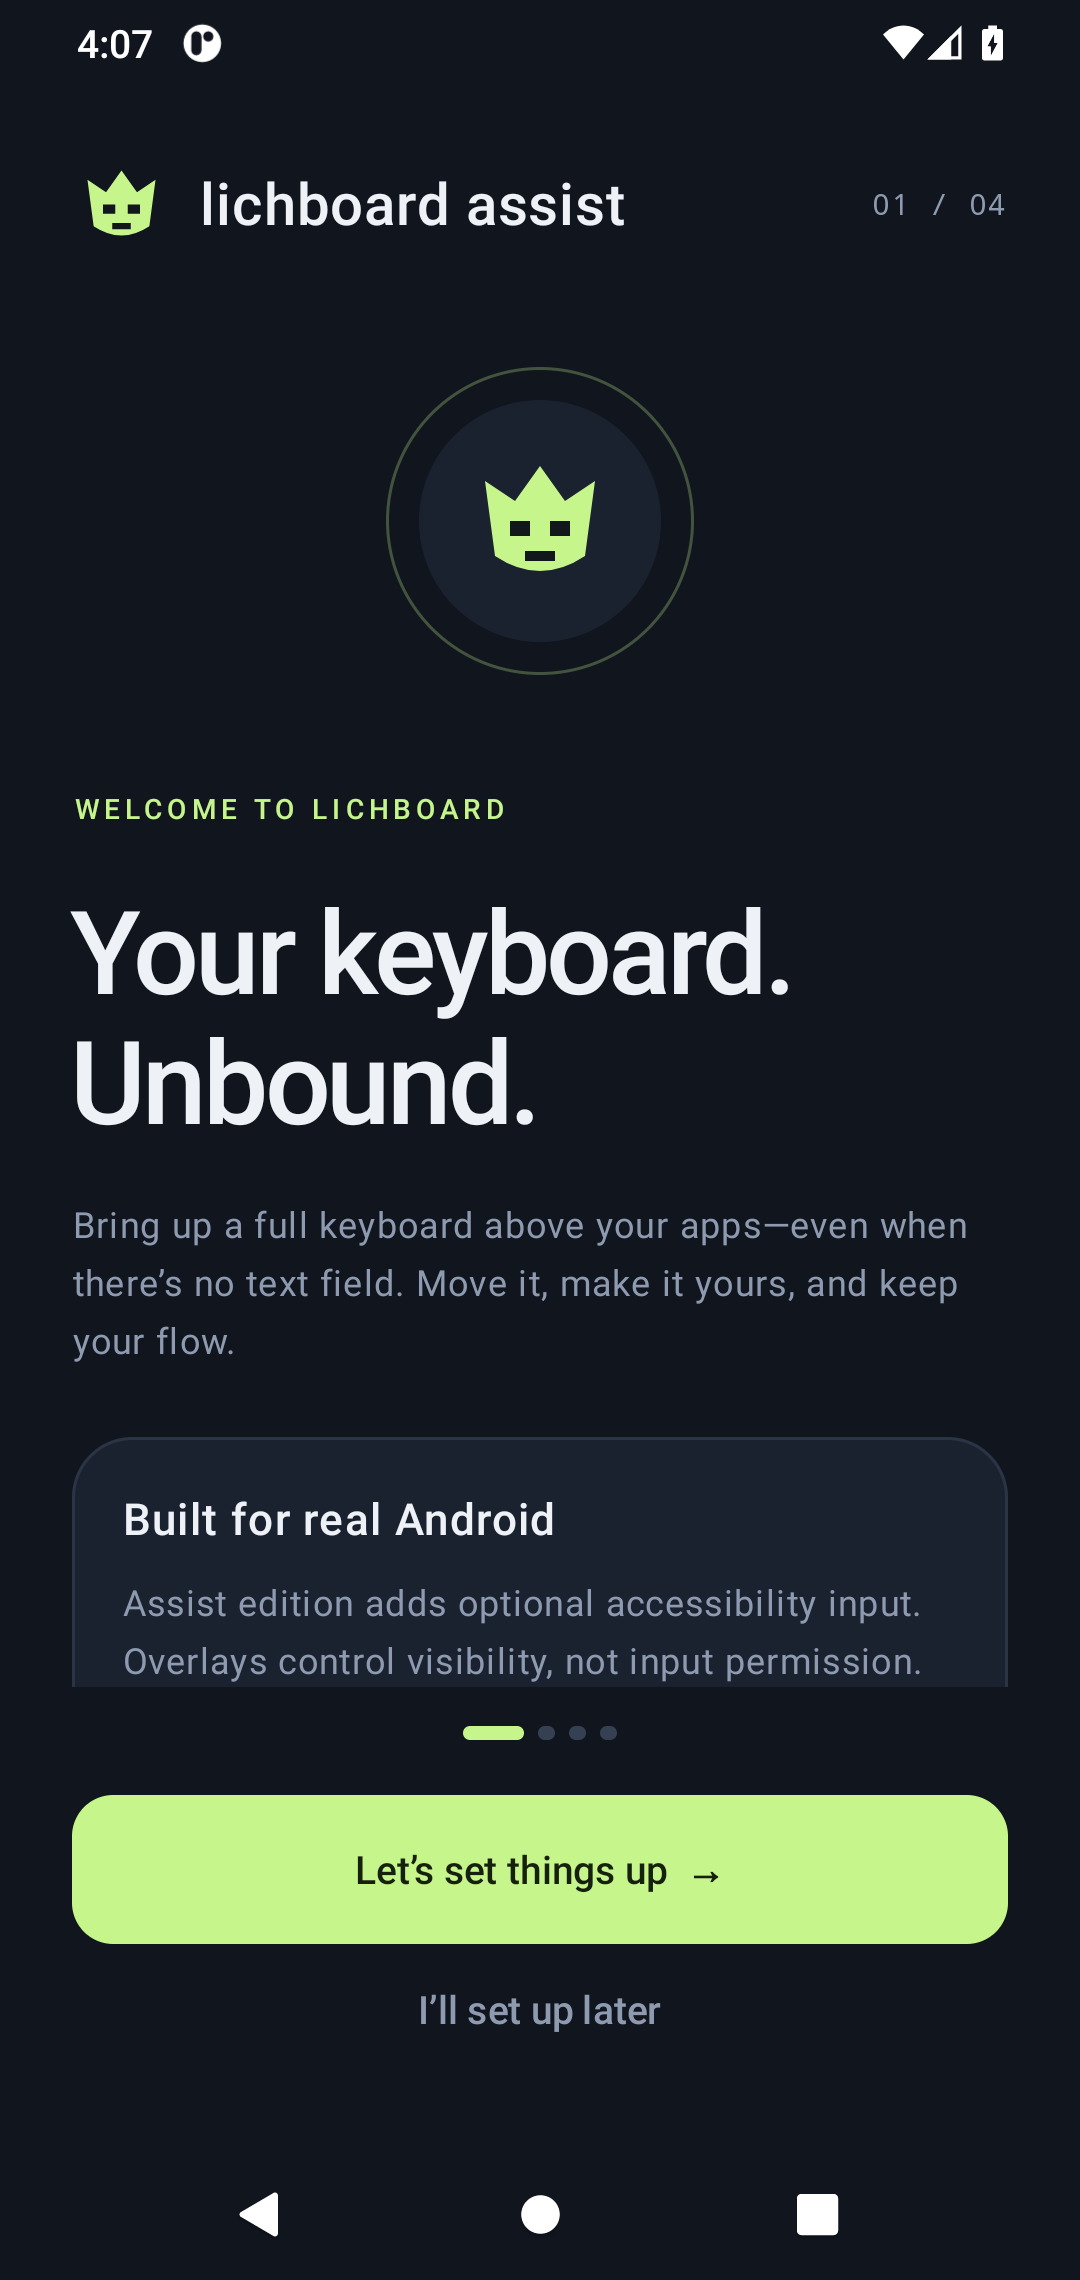 4:07
lichboard assist
01 / 04
WELCOME TO LICHBOARD
Your keyboard.
Unbound.
Bring up a full keyboard above your apps—even when
there’s no text field. Move it, make it yours, and keep
your flow.
Built for real Android
Assist edition adds optional accessibility input.
Overlays control visibility, not input permission.
Let’s set things up →
I’ll set up later